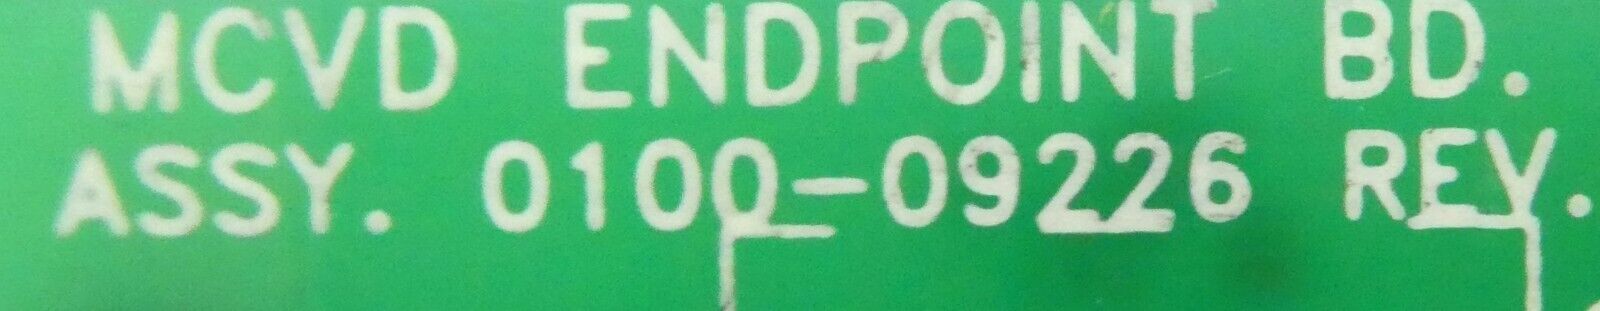 MCVD ENDPOINT BD.
ASSY. 0100-09226 REV.